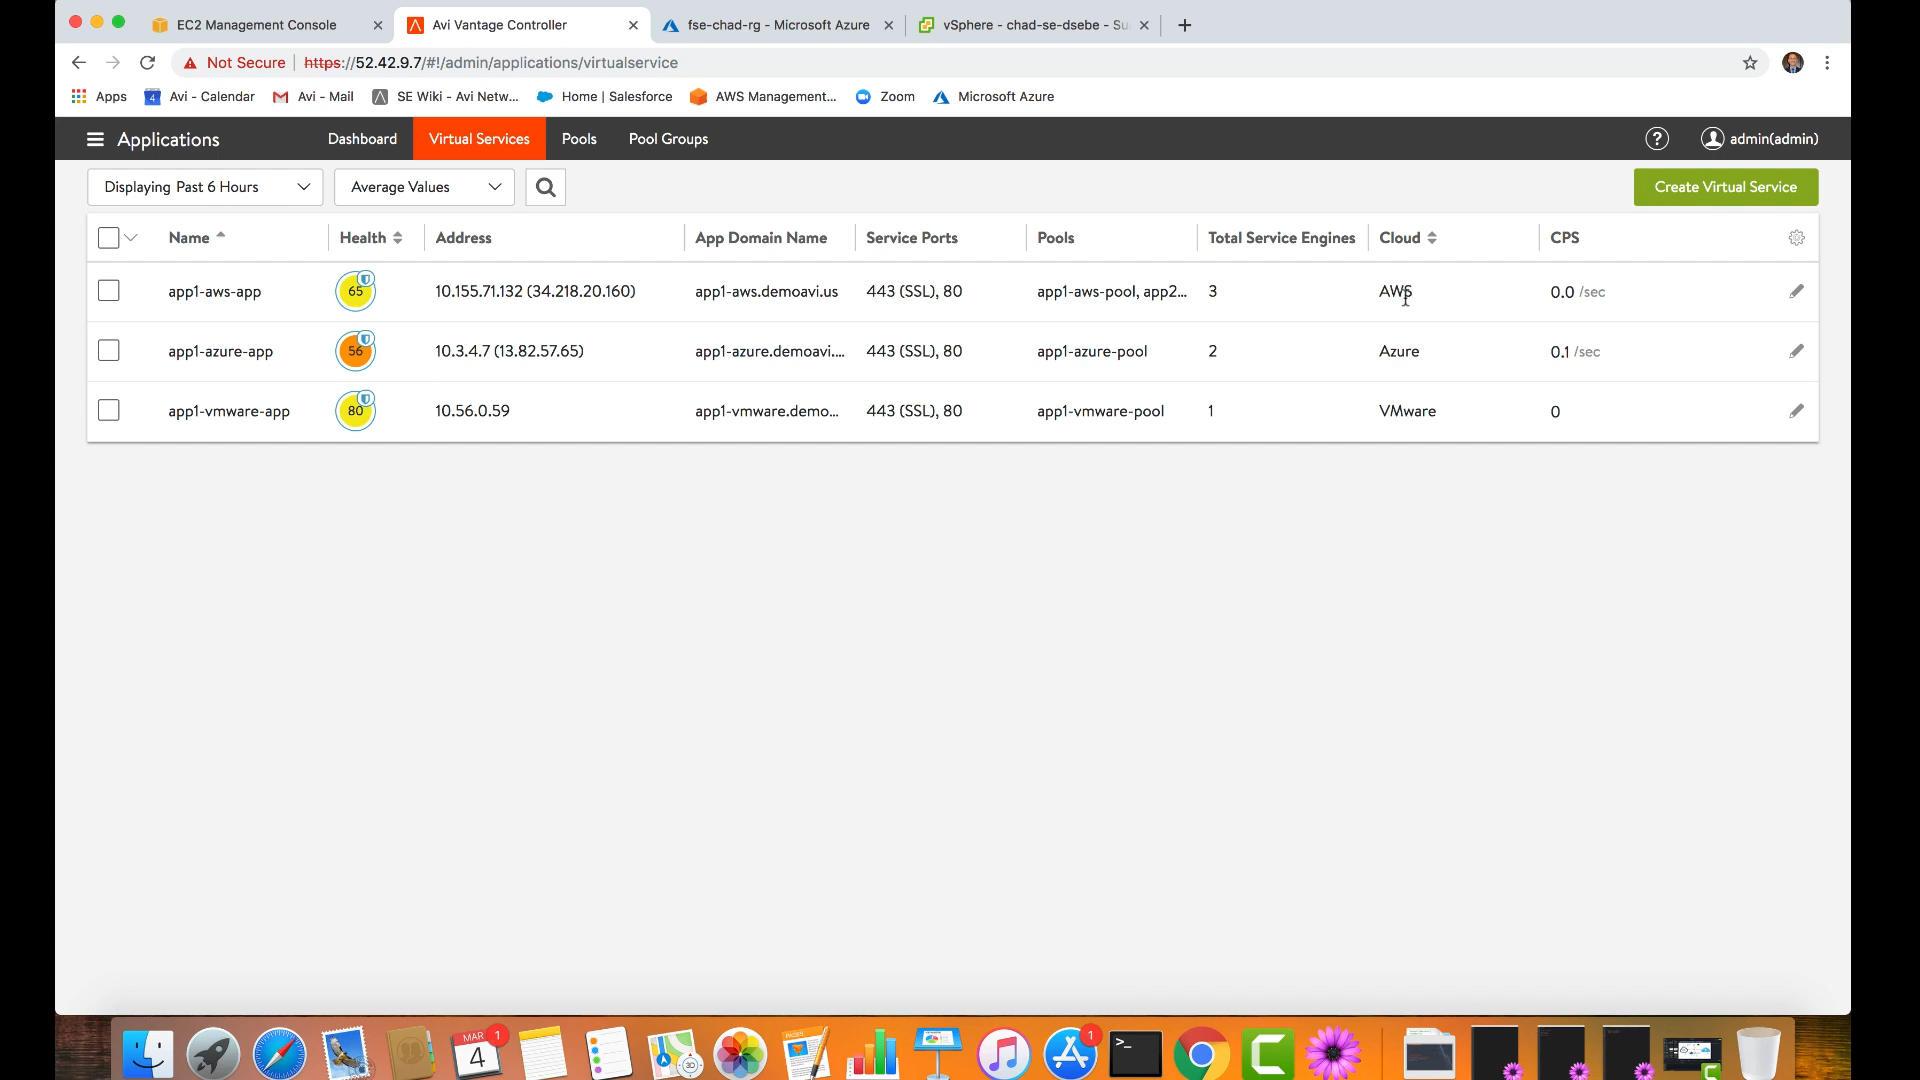 EC2 Management Console
Avi Vantage Controller
fse-chad-rg - Microsoft Azure
vSphere - chad-se-dsebe - Su
Not Secure
https://52.42.9.7/#!/admin/applications/virtualservice
Apps
4
Avi - Calendar
Avi - Mail
SE Wiki - Avi Netw...
Home | Salesforce
AWS Management...
Zoom
Microsoft Azure
Applications
Dashboard
Virtual Services
Pools
Pool Groups
?
admin(admin)
Displaying Past 6 Hours
Average Values
Create Virtual Service
Name Health Address App Domain Name Service Ports Pools Total Service Engines Cloud CPS
app1-aws-app 65 10.155.71.132 (34.218.20.160) app1-aws.demoavi.us 443 (SSL), 80 app1-aws-pool, app2... 3 AWS 0.0 /sec
app1-azure-app 56 10.3.4.7 (13.82.57.65) app1-azure.demoavi.... 443 (SSL), 80 app1-azure-pool 2 Azure 0.1 /sec
app1-vmware-app 80 10.56.0.59 app1-vmware.demo... 443 (SSL), 80 app1-vmware-pool 1 VMware 0
MAR
4
1
3D
PAGES
1
>_